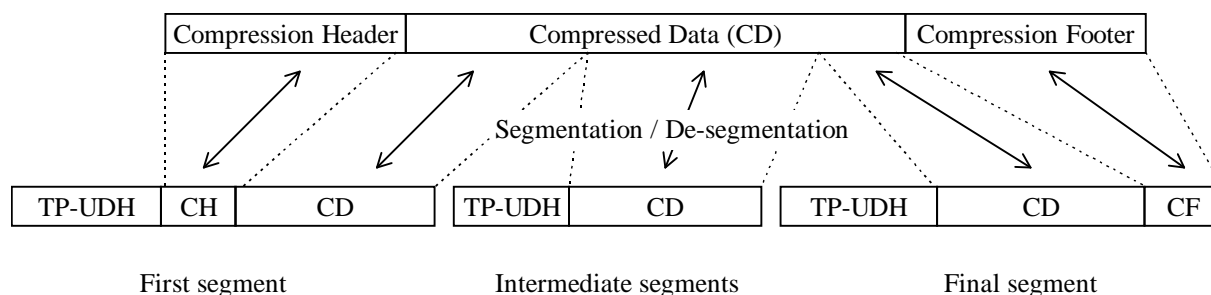 Compression Header Compressed Data (CD) Compression Footer
Segmentation / De-segmentation
TP-UDH CH CD TP-UDH CD TP-UDH CD CF
First segment Intermediate segments Final segment